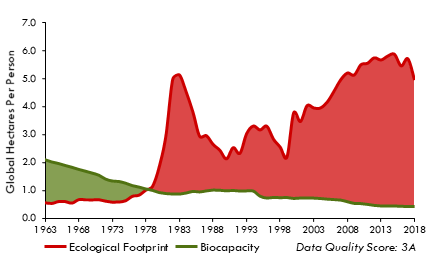 Global Hectares Per Person
7.0
6.0
5.0
4.0
3.0
2.0
1.0
0.0
1963 1968 1973 1978 1983 1988 1993 1998 2003 2008 2013 2018
Ecological Footprint Biocapacity Data Quality Score: 3A